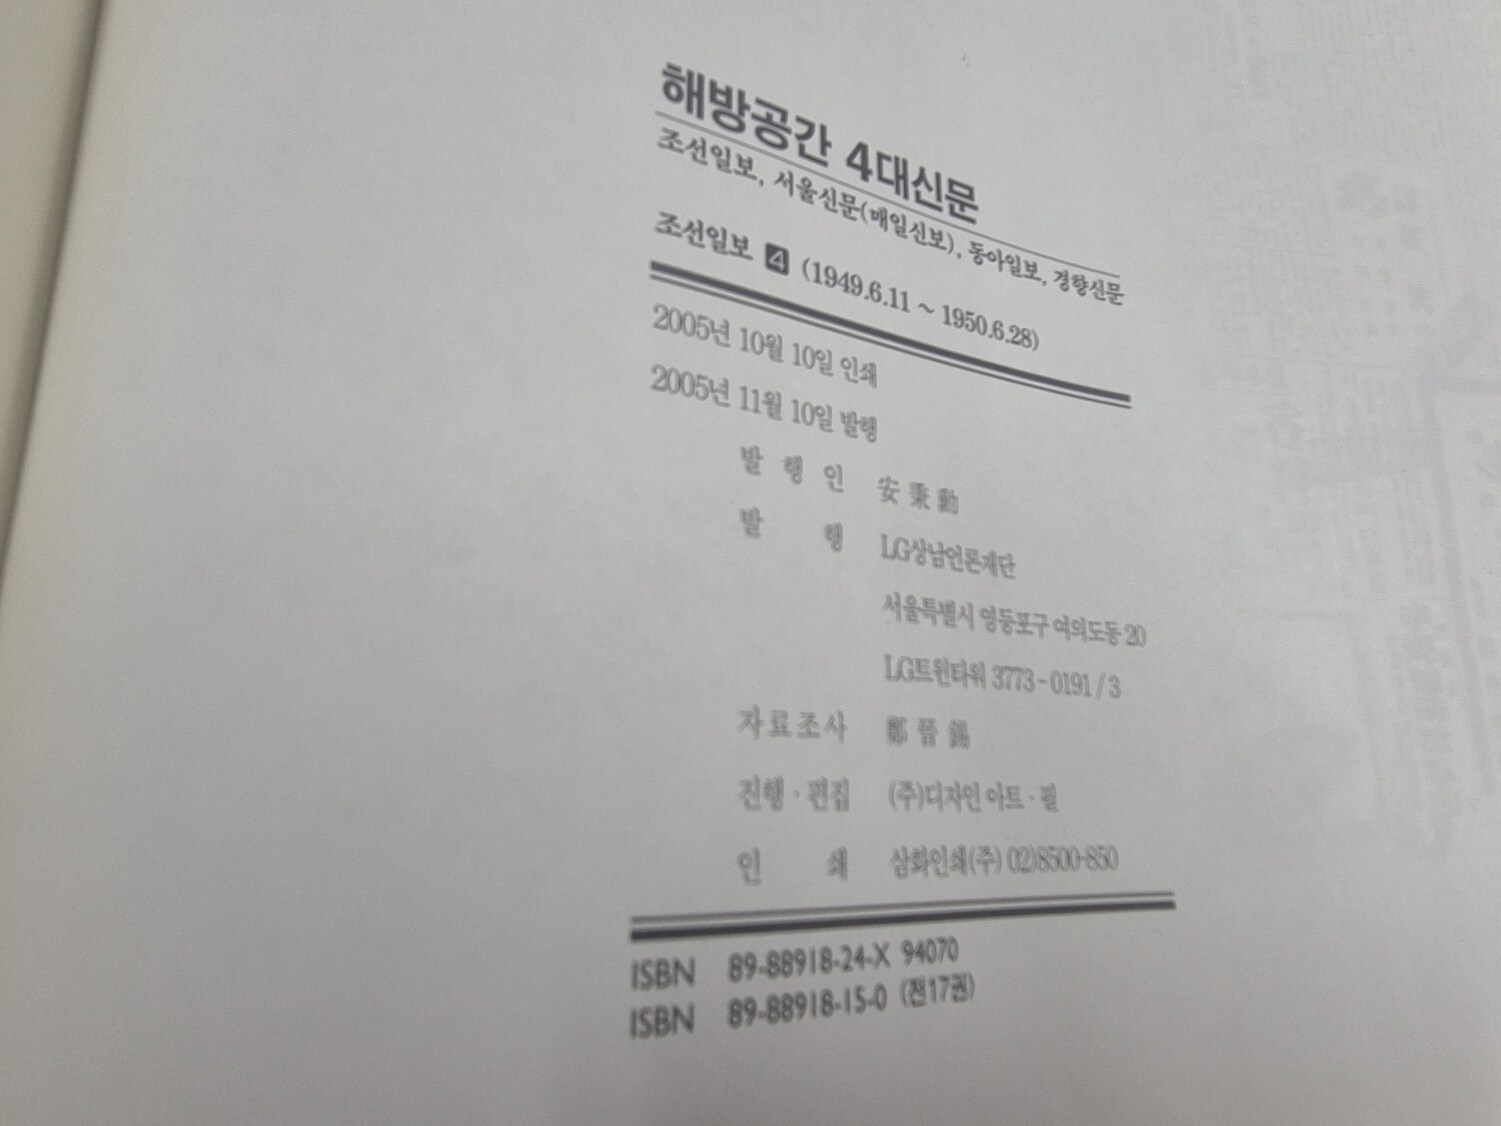 해방공간 4대신문
조선일보, 서울신문(매일신보), 동아일보, 경향신문
조선일보 4 (1949.6.11 ~ 1950.6.28)
2005년 10월 10일 인쇄
2005년 11월 10일 발행
발 행 인 安 秉 勳
발 행 LG상남언론재단
서울특별시 영등포구 여의도동 20
LG트윈타워 3773-0191 / 3
자료조사 鄭 晉 錫
진행·편집 (주)디자인 아트·필
인 쇄 삼화인쇄(주) 02)8500-850
ISBN 89-88918-24-X 94070
ISBN 89-88918-15-0 (전17권)